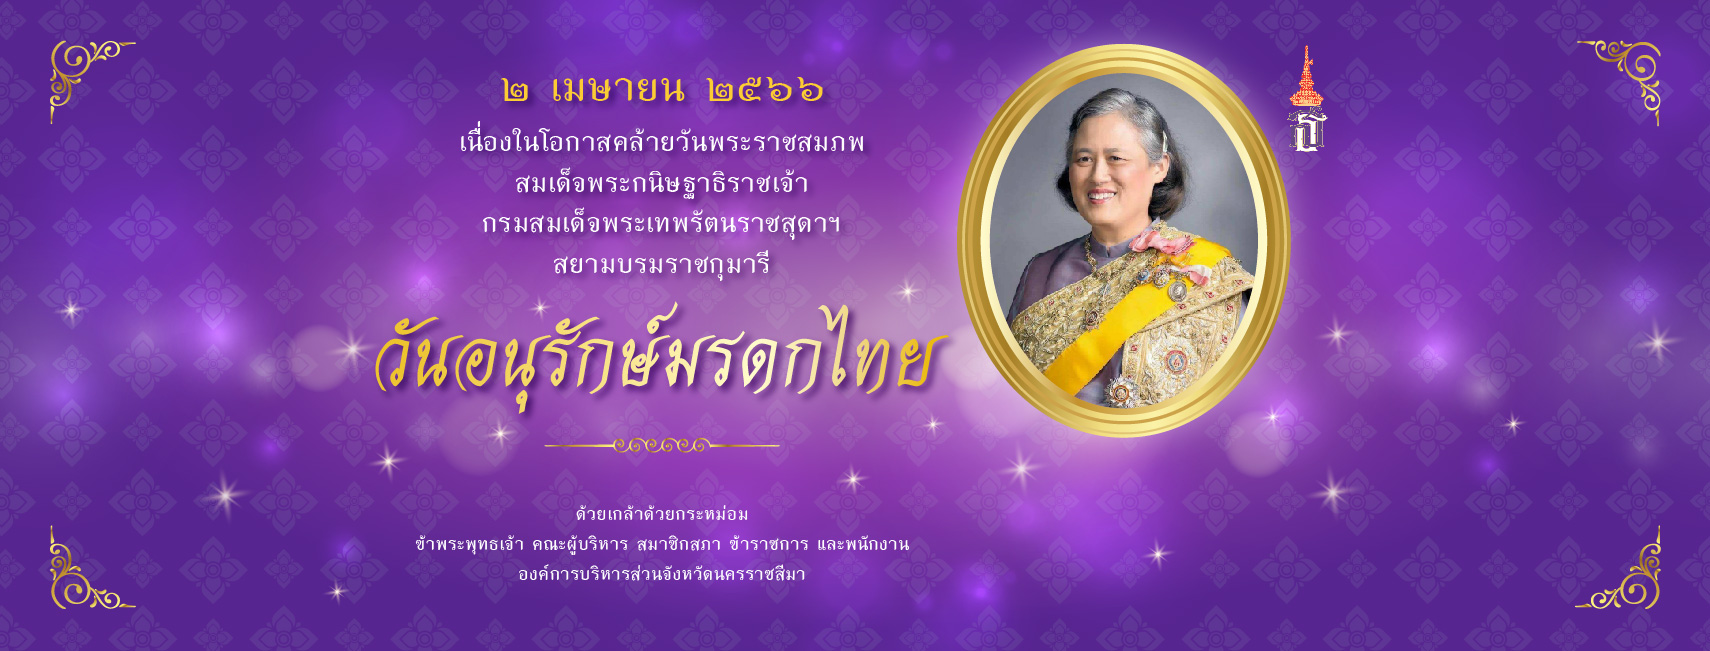 ๒ เมษายน ๒๕๖๖
เนื่องในโอกาสคล้ายวันพระราชสมภพ
สมเด็จพระกนิษฐาธิราชเจ้า
กรมสมเด็จพระเทพรัตนราชสุดาฯ
สยามบรมราชกุมารี
วันอนุรักษ์มรดกไทย
ด้วยเกล้าด้วยกระหม่อม
ข้าพระพุทธเจ้า คณะผู้บริหาร สมาชิกสภา ข้าราชการ และพนักงาน
องค์การบริหารส่วนจังหวัดนครราชสีมา